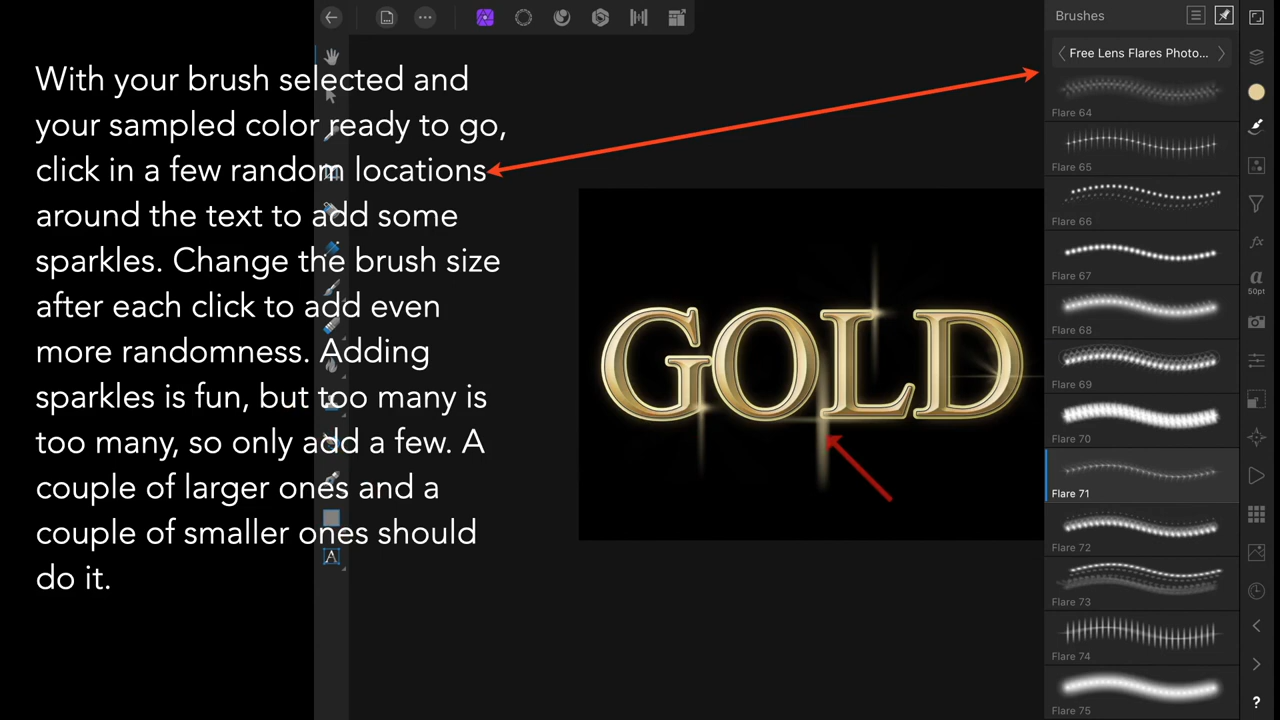 With your brush selected and
your sampled color ready to go,
click in a few random locations
around the text to add some
sparkles. Change the brush size
after each click to add even
more randomness. Adding
sparkles is fun, but too many is
too many, so only add a few. A
couple of larger ones and a
couple of smaller ones should
do it.
A
GOLD
Brushes
Free Lens Flares Photo...
Flare 64
Flare 65
Flare 66
Flare 67
Flare 68
Flare 69
Flare 70
Flare 71
Flare 72
Flare 73
Flare 74
Flare 75
fx
a
50pt
?